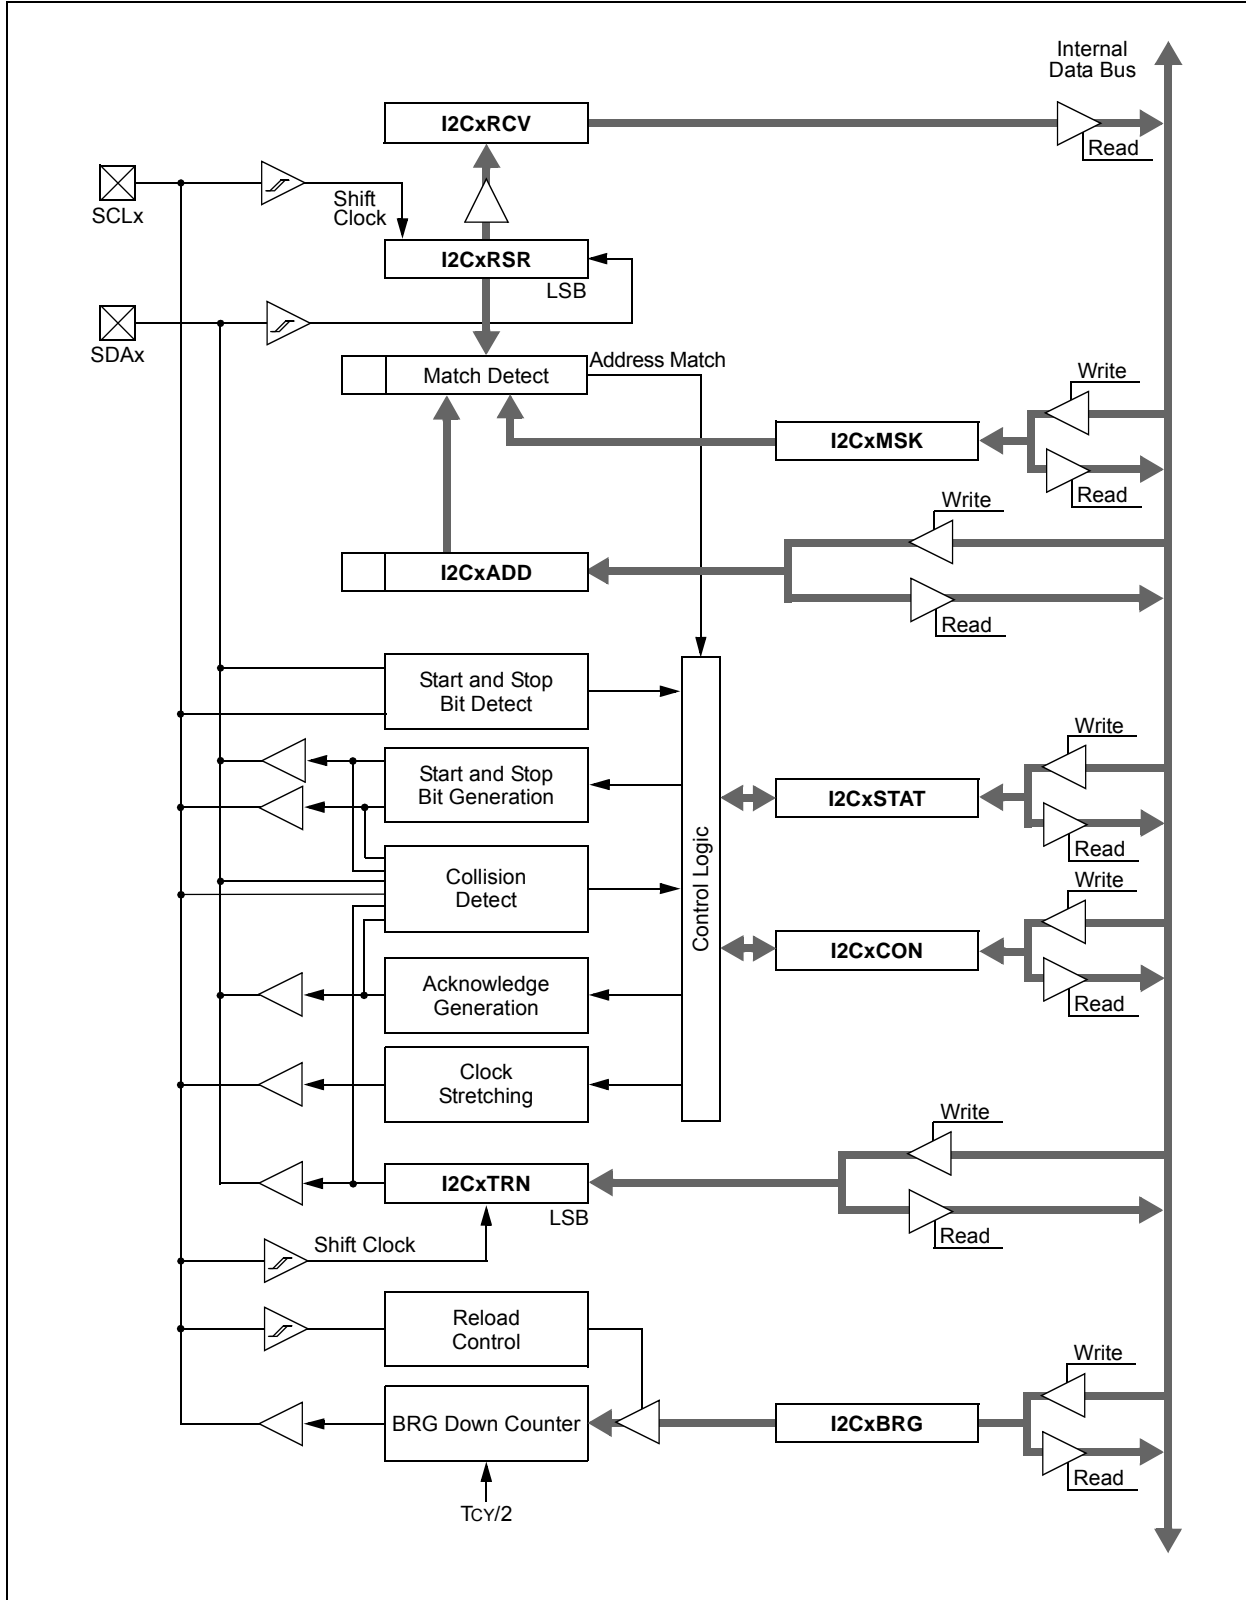 Internal
Data Bus
I2CxRCV
Read
SCLx
Shift
Clock
I2CxRSR
LSB
SDAx
Address Match
Match Detect
Write
I2CxMSK
Read
Write
I2CxADD
Read
Start and Stop
Bit Detect
Write
Start and Stop
Bit Generation
I2CxSTAT
Read
Control Logic
Collision
Detect
Write
I2CxCON
Read
Acknowledge
Generation
Clock
Stretching
Write
I2CxTRN
LSB
Read
Shift Clock
Reload
Control
Write
BRG Down Counter
I2CxBRG
Read
TCY/2